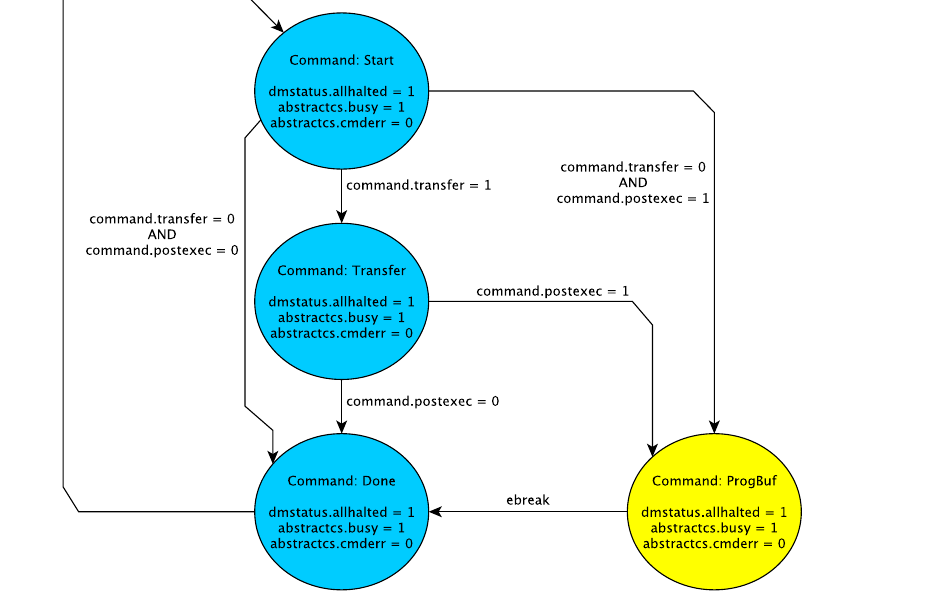 Command: Start
dmstatus.allhalted = 1
abstractcs.busy = 1
abstractcs.cmderr = 0
command.transfer = 1
command.transfer = 0
AND
command.postexec = 1
command.transfer = 0
AND
command.postexec = 0
Command: Transfer
dmstatus.allhalted = 1
abstractcs.busy = 1
abstractcs.cmderr = 0
command.postexec = 1
command.postexec = 0
Command: Done
dmstatus.allhalted = 1
abstractcs.busy = 1
abstractcs.cmderr = 0
ebreak
Command: ProgBuf
dmstatus.allhalted = 1
abstractcs.busy = 1
abstractcs.cmderr = 0